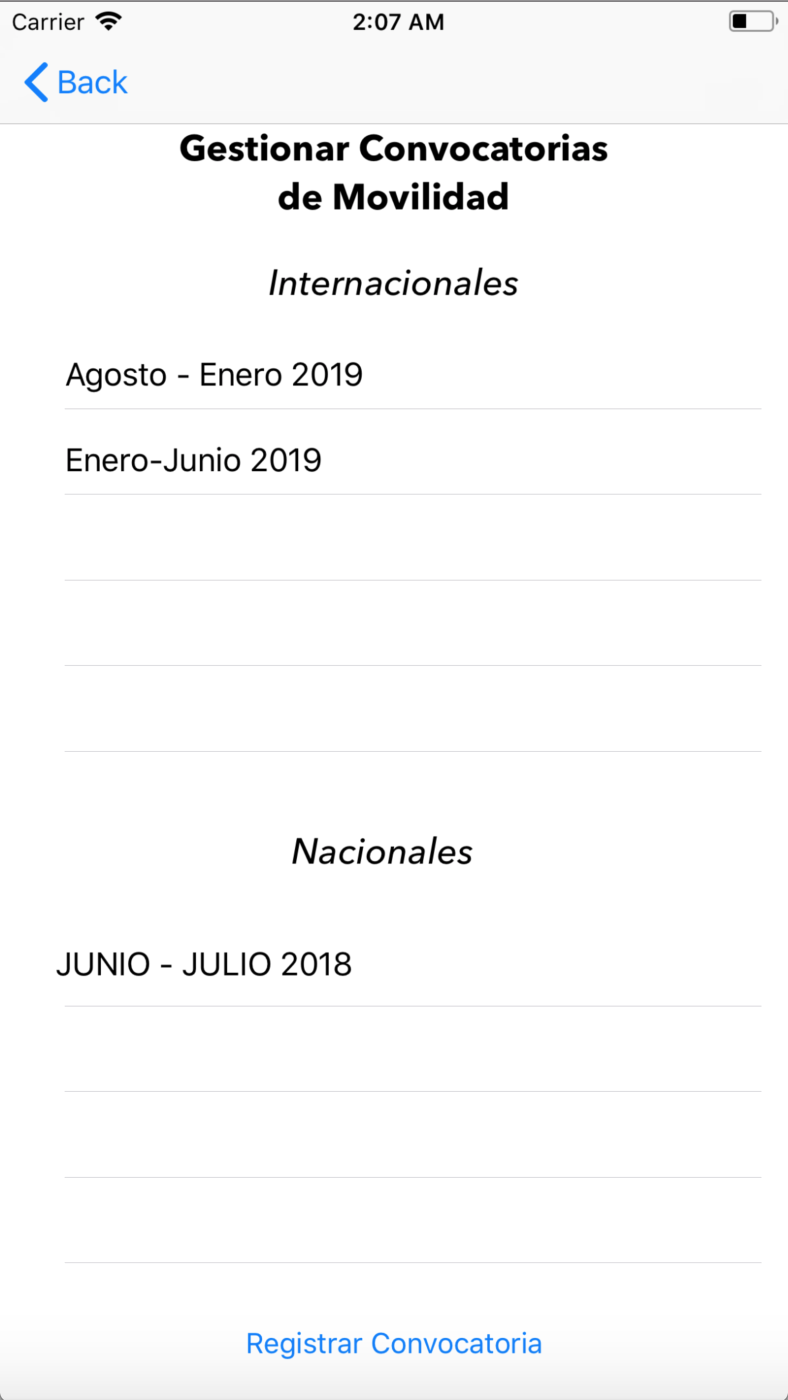 Carrier 2:07 AM
Back
Gestionar Convocatorias
de Movilidad
Internacionales
Agosto - Enero 2019
Enero-Junio 2019
Nacionales
JUNIO - JULIO 2018
Registrar Convocatoria